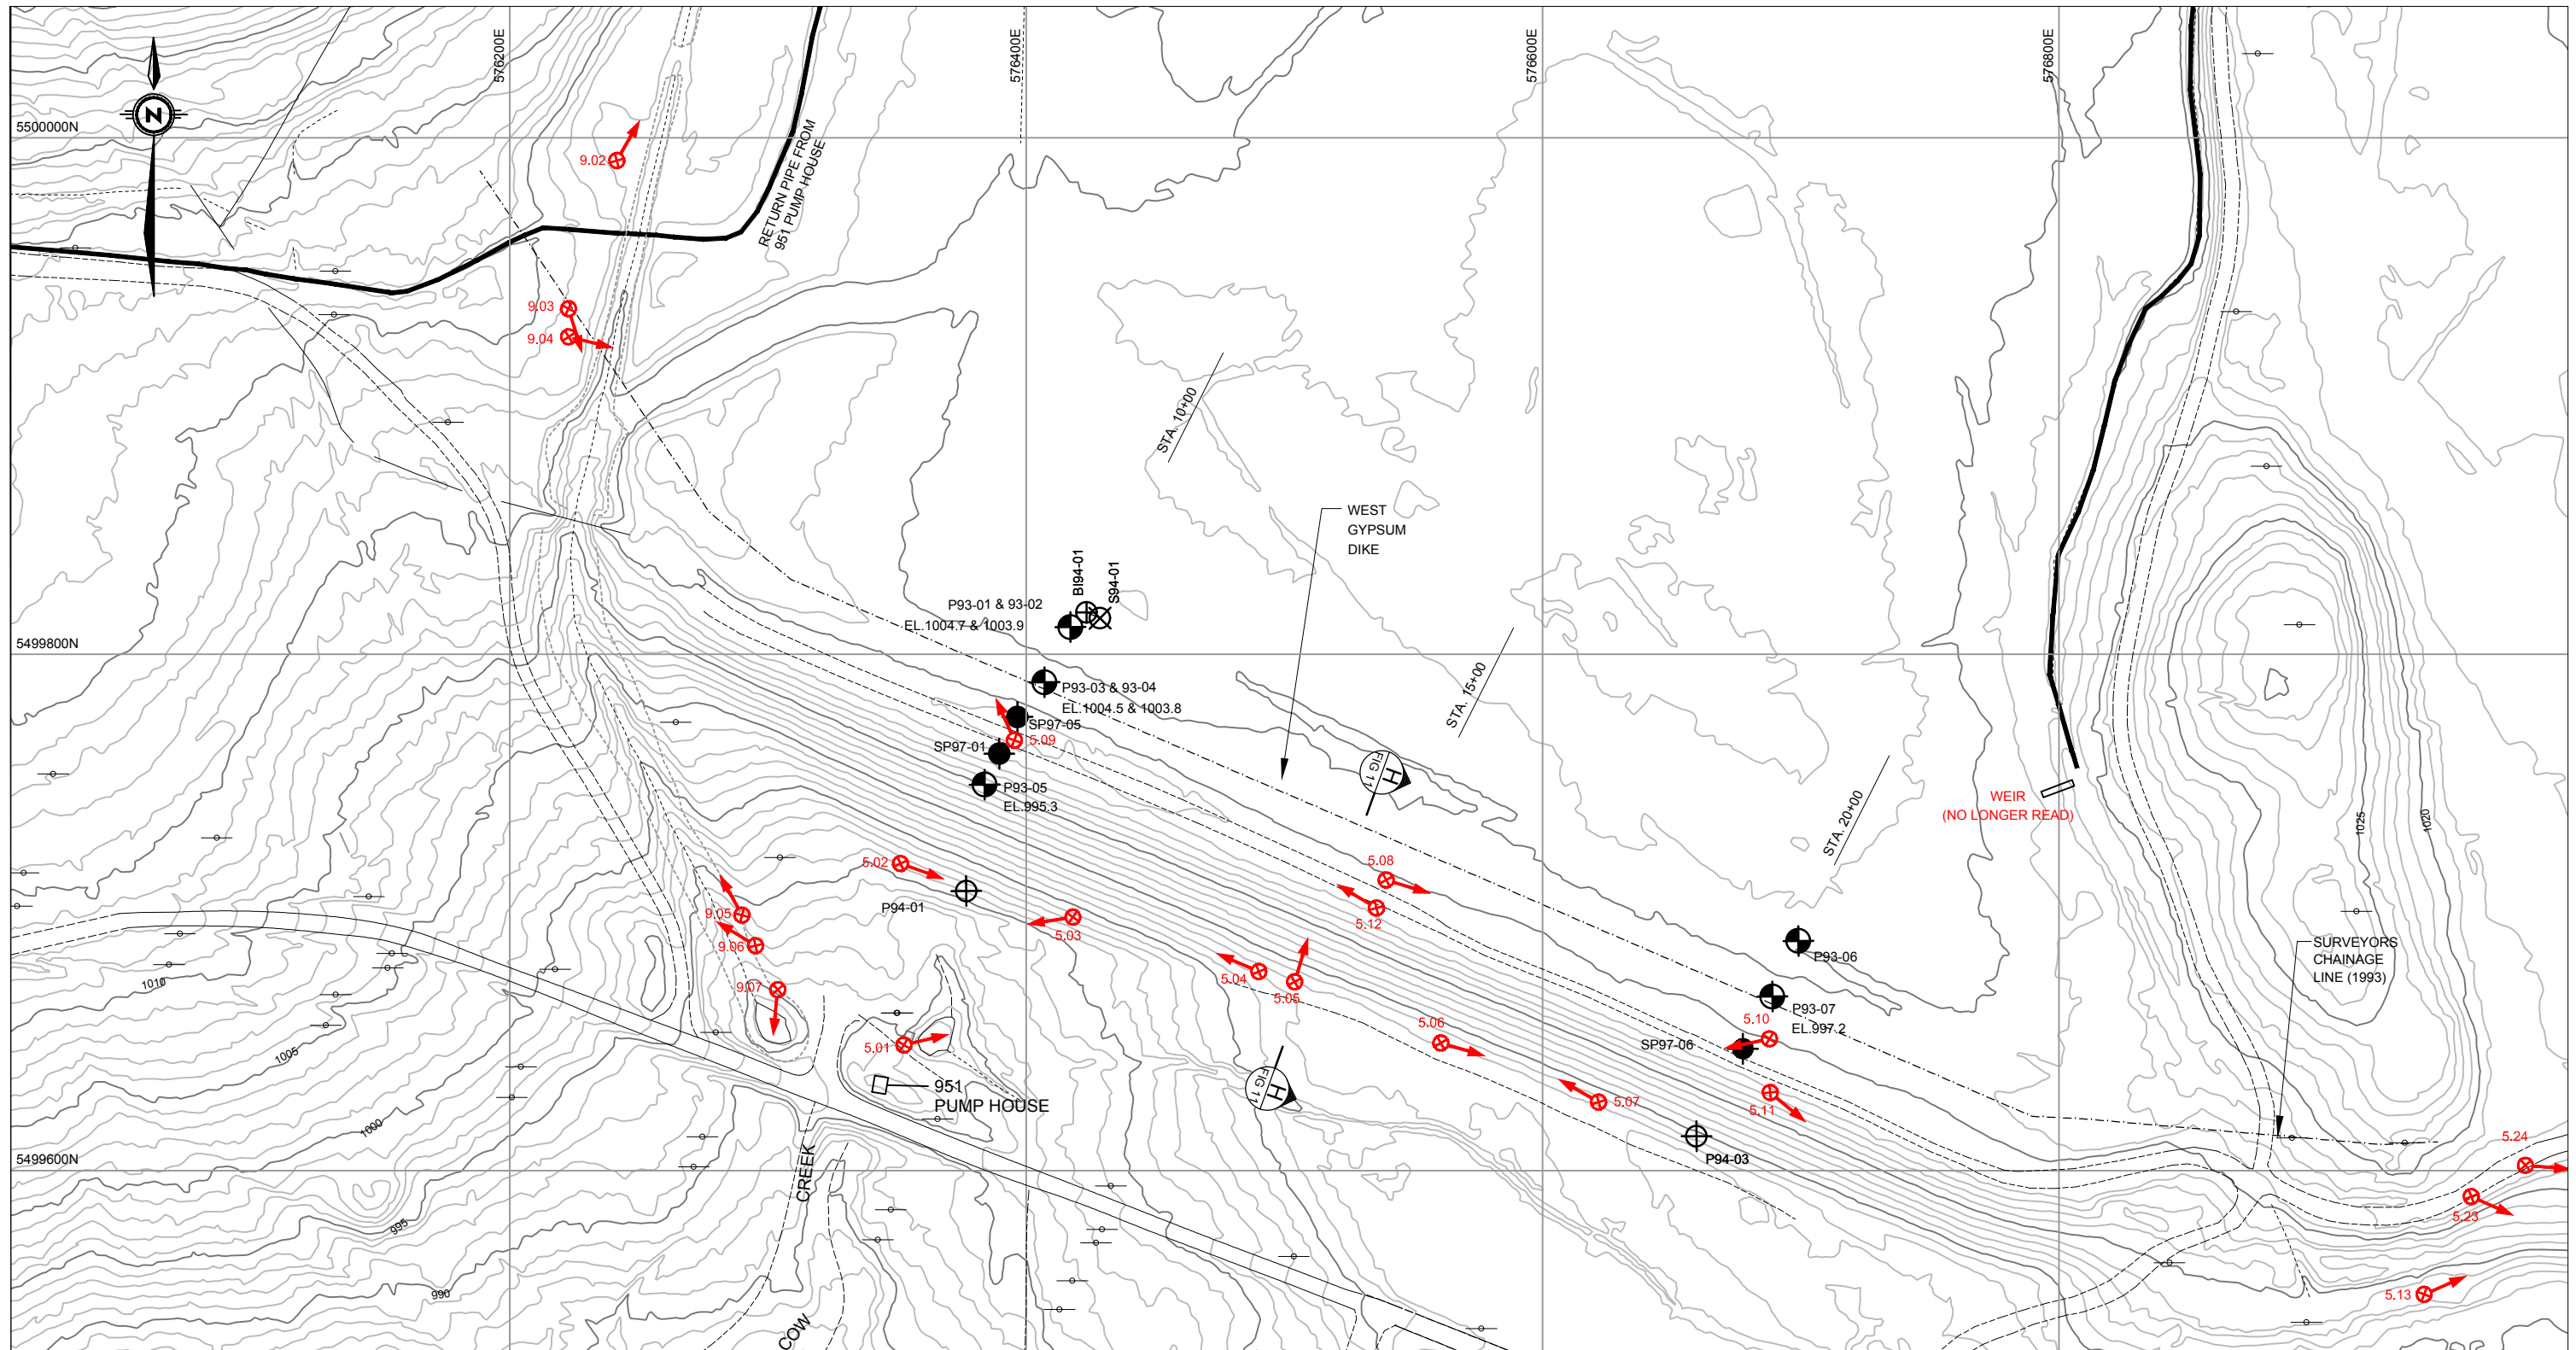 576200E
576400E
576600E
576800E
5500000N
N
9.02
RETURN PIPE FROM
951 PUMP HOUSE
9.03
9.04
STA. 10+00
WEST
GYPSUM
DIKE
BI94-01
S94-01
P93-01 & 93-02
EL.1004.7 & 1003.9
5499800N
P93-03 & 93-04
EL.1004.5 & 1003.8
STA. 15+00
SP97-05
5.09
SP97-01
P93-05
EL.995.3
H
FIG 11
STA. 20+00
WEIR
(NO LONGER READ)
1025
1020
5.02
P94-01
5.03
5.08
5.12
9.05
9.06
9.07
5.04
5.05
P93-06
SURVEYORS
CHAINAGE
LINE (1993)
1010
1005
1000
995
990
5.01
951
PUMP HOUSE
5.06
P93-07
EL.997.2
5.10
SP97-06
5.11
5.07
H
FIG 11
P94-03
5499600N
CREEK
COW
5.24
5.23
5.13